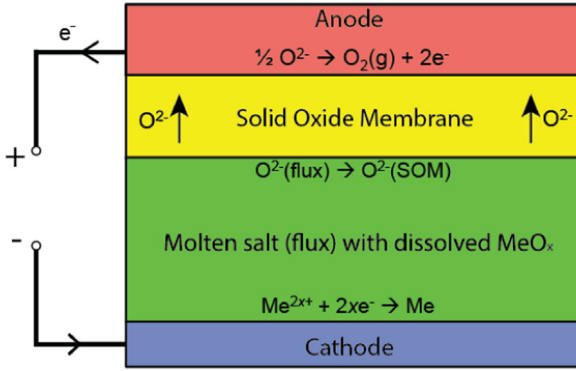 Anode
e⁻
½ O²⁻ → O₂(g) + 2e⁻
O²⁻ Solid Oxide Membrane O²⁻
+
O²⁻(flux) → O²⁻(SOM)
-
Molten salt (flux) with dissolved MeOₓ
Me²ˣ⁺ + 2xe⁻ → Me
Cathode